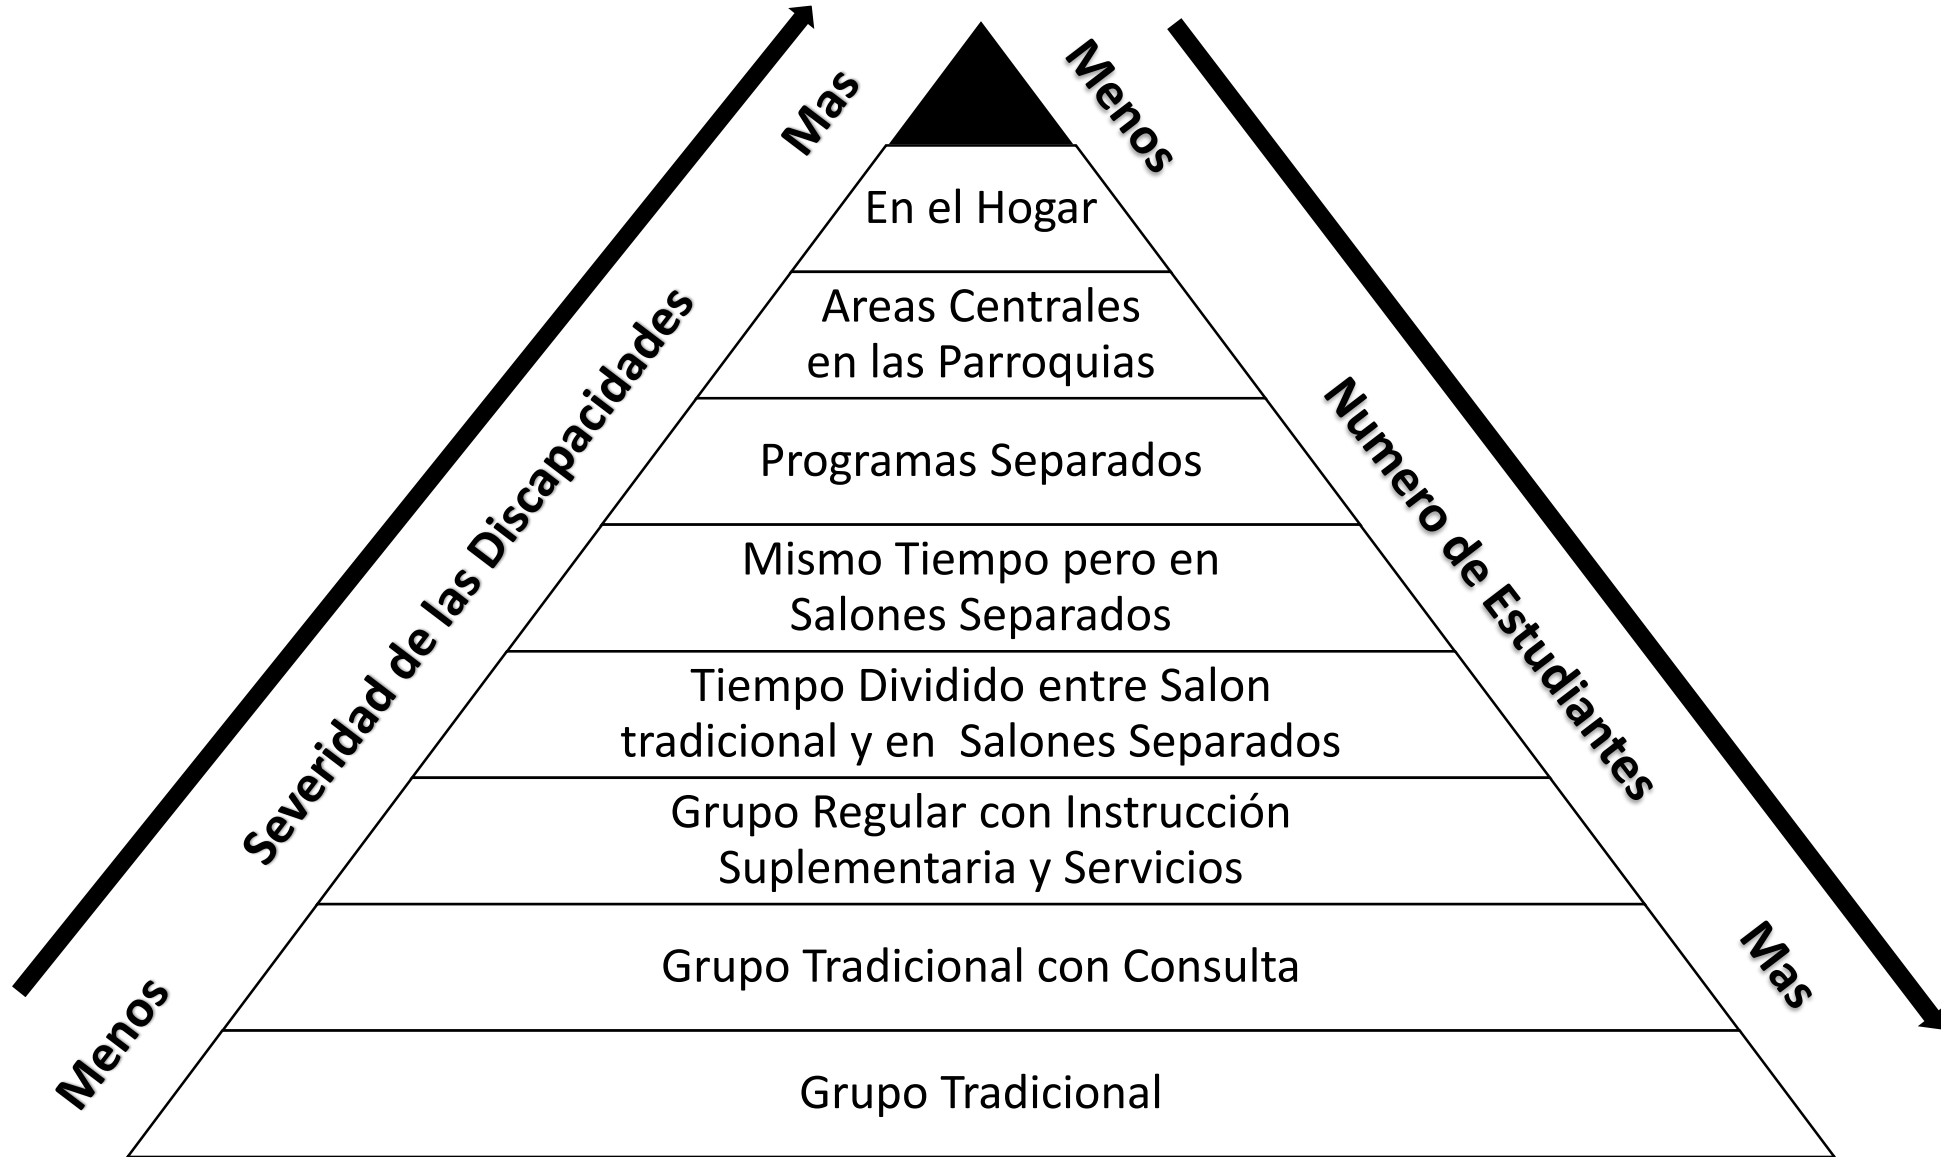 Mas
Menos
En el Hogar
Areas Centrales
en las Parroquias
Severidad de las Discapacidades
Numero de Estudiantes
Programas Separados
Mismo Tiempo pero en
Salones Separados
Tiempo Dividido entre Salon
tradicional y en  Salones Separados
Grupo Regular con Instrucción
Suplementaria y Servicios
Grupo Tradicional con Consulta
Menos
Mas
Grupo Tradicional